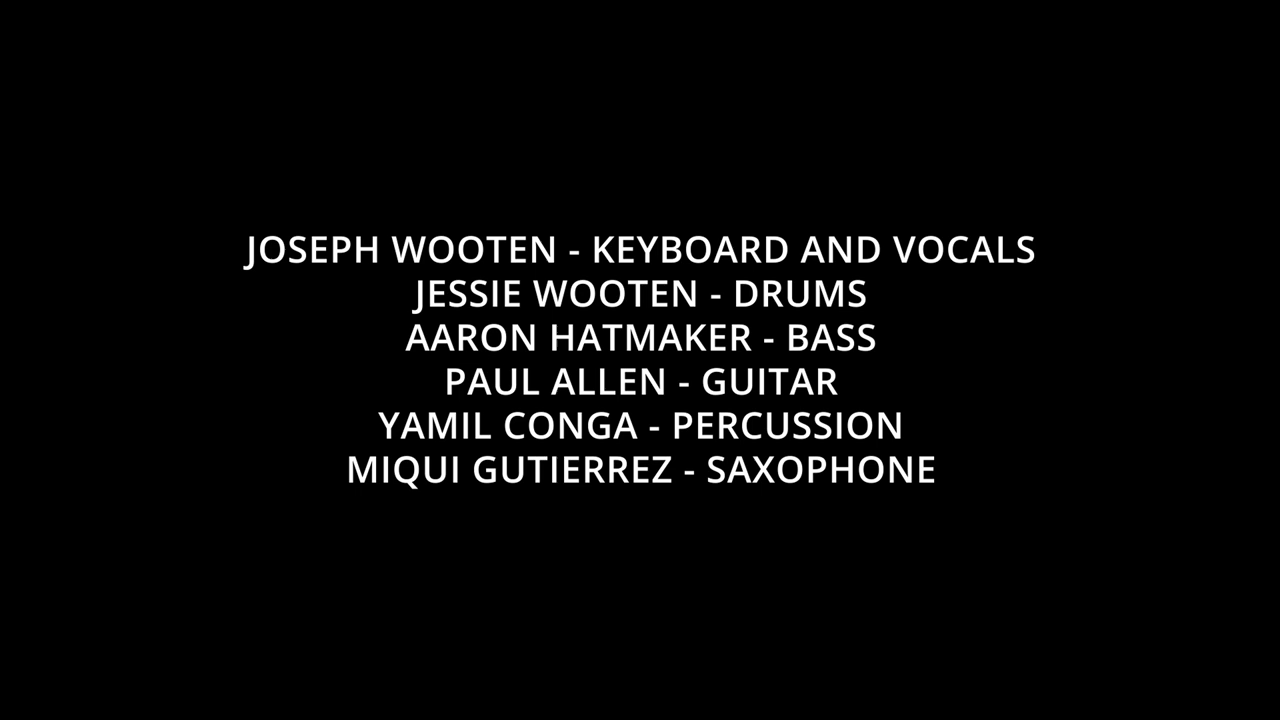 JOSEPH WOOTEN - KEYBOARD AND VOCALS
JESSIE WOOTEN - DRUMS
AARON HATMAKER - BASS
PAUL ALLEN - GUITAR
YAMIL CONGA - PERCUSSION
MIQUI GUTIERREZ - SAXOPHONE